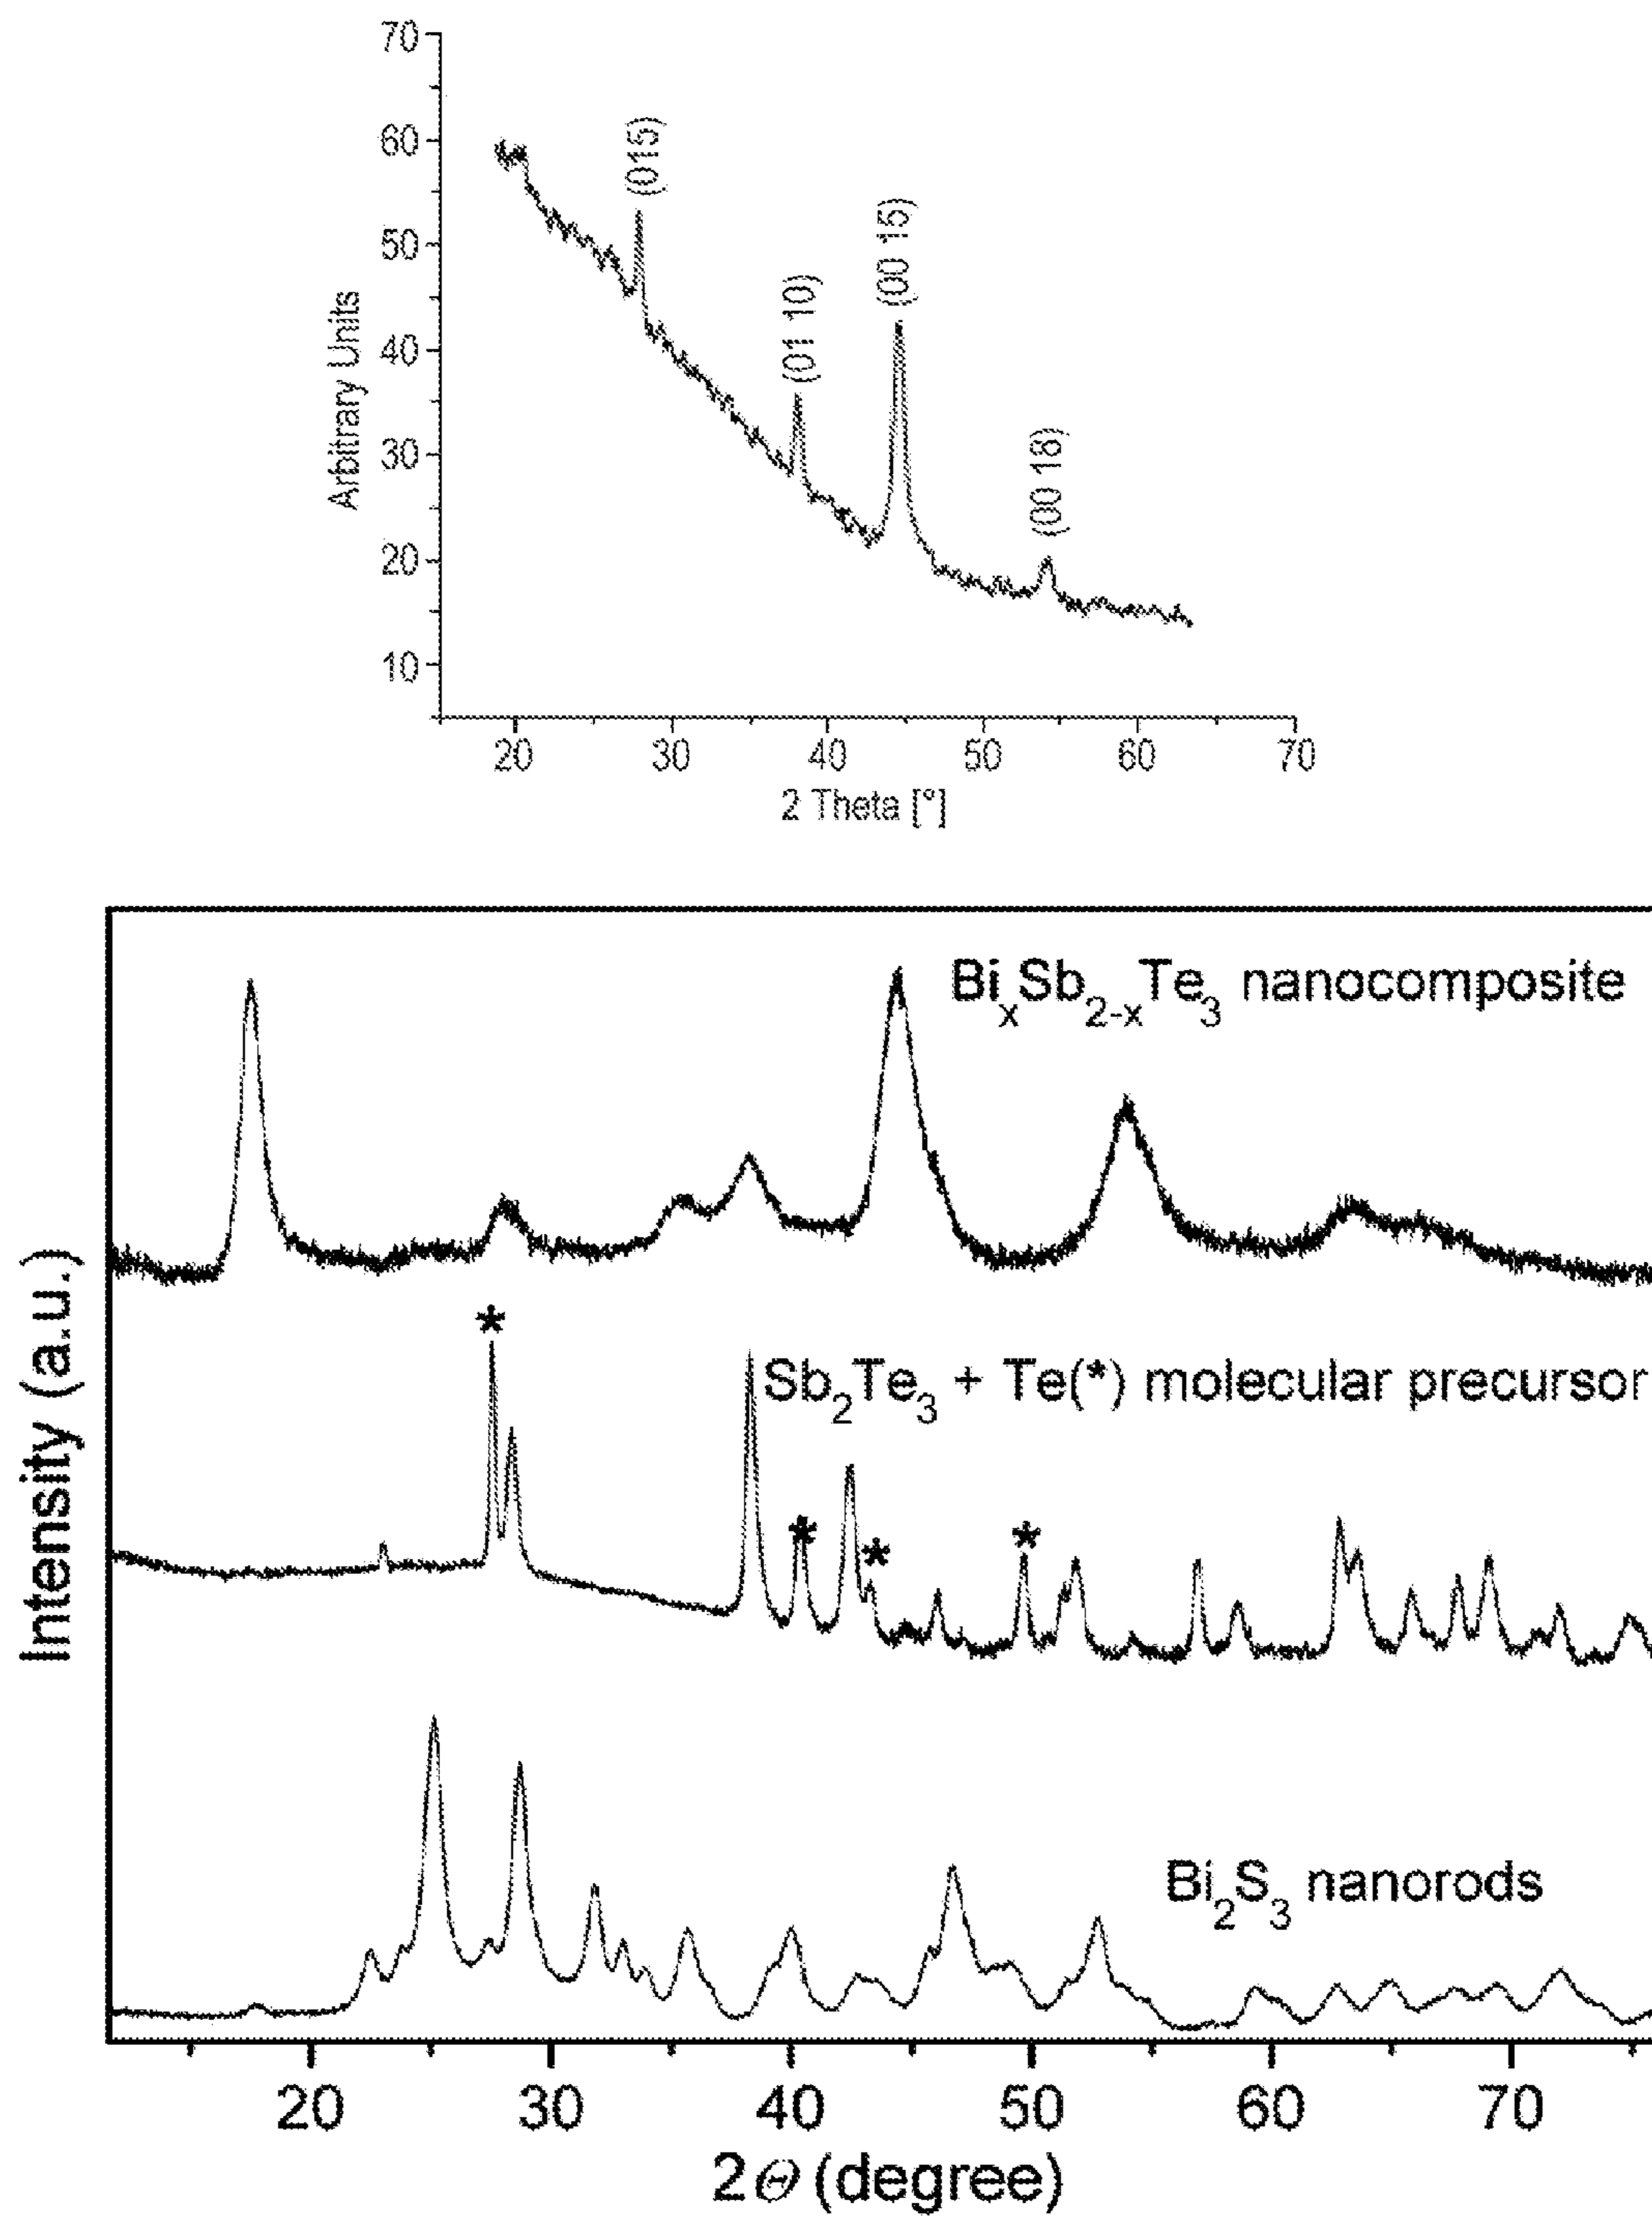 70
60
50
40
30
20
10
Arbitrary Units
(015)
(01 10)
(00 15)
(00 18)
20 30 40 50 60 70
2 Theta [°]
BixSb2-xTe3 nanocomposite
*
Sb2Te3 + Te(*) molecular precursor
* * *
Bi2S3 nanorods
Intensity (a.u.)
20 30 40 50 60 70
2Θ (degree)